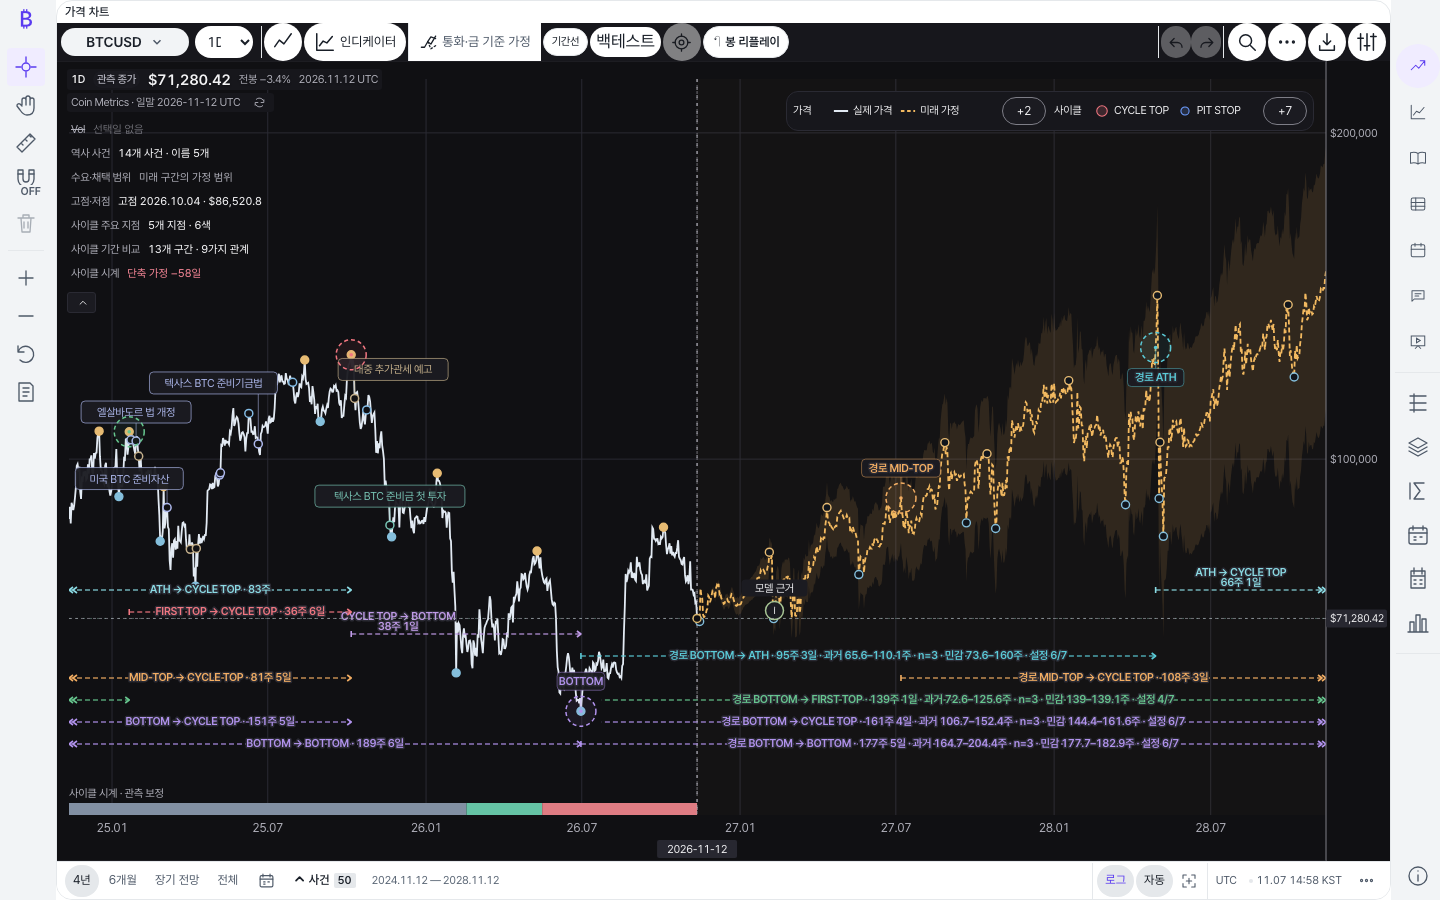 가격 차트
BTCUSD
1D
인디케이터
통화·금 기준 가정
기간선
백테스트
봉 리플레이
1D 관측 종가 $71,280.42 전봉 −3.4% 2026.11.12 UTC
Coin Metrics · 일말 2026-11-12 UTC
Vol 선택일 없음
역사 사건 14개 사건 · 이름 5개
수요·채택 범위 미래 구간의 가정 범위
고점·저점 고점 2026.10.04 · $86,520.8
사이클 주요 지점 5개 지점 · 6색
사이클 기간 비교 13개 구간 · 9가지 관계
사이클 시계 단축 가정 −58일
OFF
가격 실제 가격 미래 가정 +2 사이클 CYCLE TOP PIT STOP +7
$200,000
$100,000
$71,280.42
텍사스 BTC 준비기금법
엘살바도르 법 개정
미국 BTC 준비자산
대중 추가관세 예고
텍사스 BTC 준비금 첫 투자
경로 ATH
경로 MID-TOP
모델 근거
BOTTOM
ATH → CYCLE TOP · 83주
FIRST TOP → CYCLE TOP · 36주 6일
CYCLE TOP → BOTTOM
38주 1일
ATH → CYCLE TOP
66주 1일
경로 BOTTOM → ATH · 95주 3일 · 과거 65.6–110.1주 · n=3 · 민감 73.6–160주 · 설정 6/7
MID-TOP → CYCLE TOP · 81주 5일
경로 MID-TOP → CYCLE TOP · 108주 3일
경로 BOTTOM → FIRST TOP · 139주 1일 · 과거 72.6–125.6주 · n=3 · 민감 139–139.1주 · 설정 4/7
BOTTOM → CYCLE TOP · 151주 5일
경로 BOTTOM → CYCLE TOP · 161주 4일 · 과거 106.7–152.4주 · n=3 · 민감 144.4–161.6주 · 설정 6/7
BOTTOM → BOTTOM · 189주 6일
경로 BOTTOM → BOTTOM · 177주 5일 · 과거 164.7–204.4주 · n=3 · 민감 177.7–182.9주 · 설정 6/7
사이클 시계 · 관측 보정
25.01 25.07 26.01 26.07 27.01 27.07 28.01 28.07
2026-11-12
4년 6개월 장기 전망 전체 사건 50 2024.11.12 — 2028.11.12 로그 자동 UTC 11.07 14:58 KST